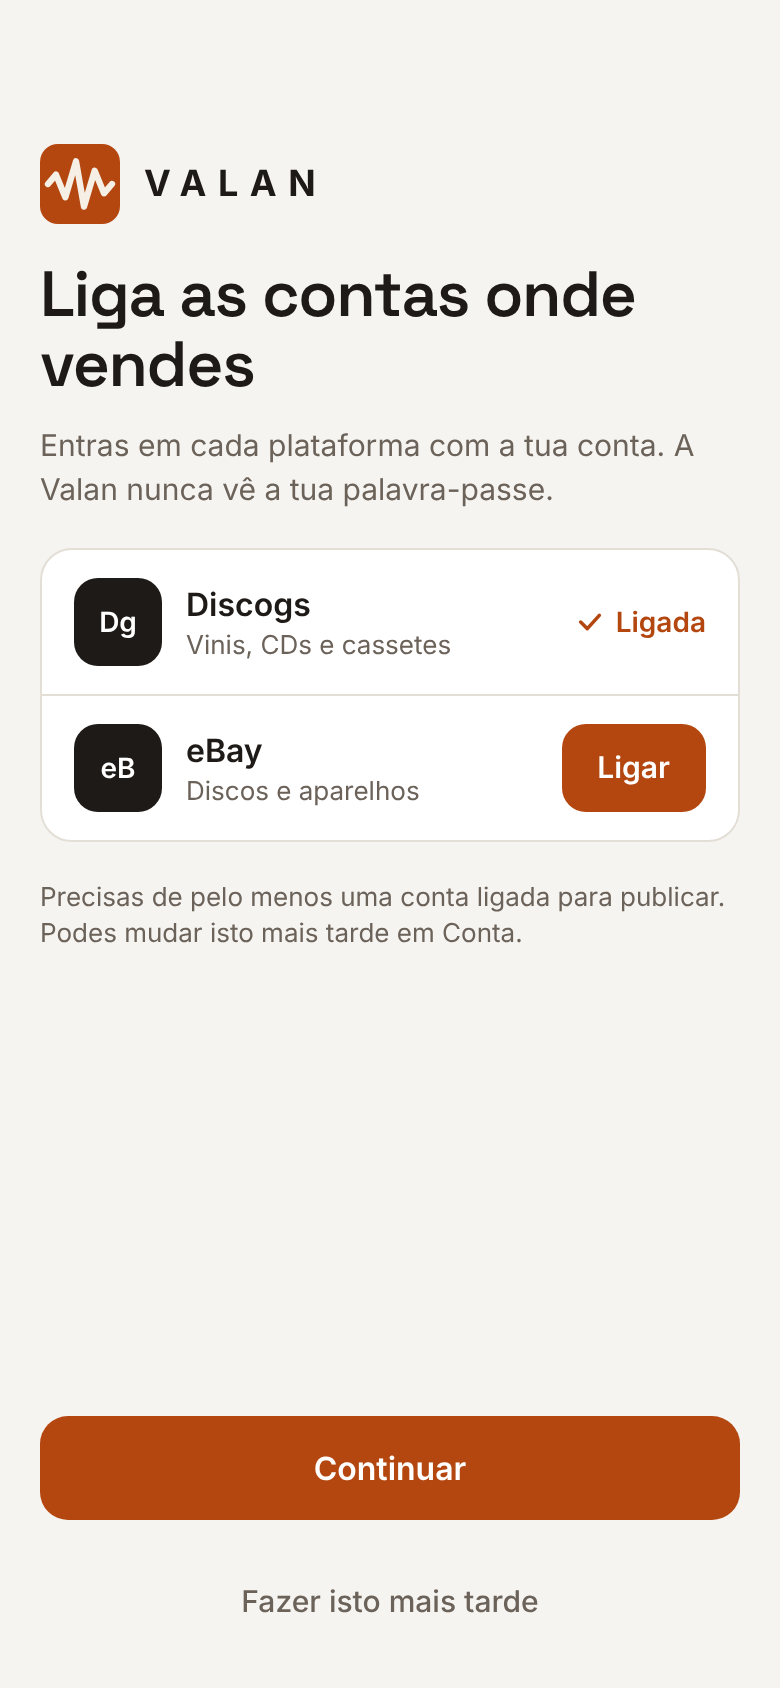 VALAN
Liga as contas onde
vendes
Entras em cada plataforma com a tua conta. A
Valan nunca vê a tua palavra-passe.
Dg
Discogs
Vinis, CDs e cassetes
Ligada
eB
eBay
Discos e aparelhos
Ligar
Precisas de pelo menos uma conta ligada para publicar.
Podes mudar isto mais tarde em Conta.
Continuar
Fazer isto mais tarde